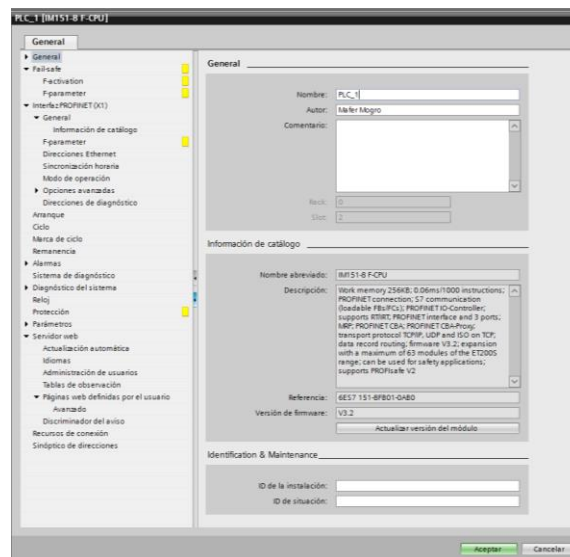 PLC_1 [IM151-8 F-CPU]
General
General
Fail-safe
F-activation
F-parameter
Interfaz PROFINET (X1)
General
Información de catálogo
F-parameter
Direcciones Ethernet
Sincronización horaria
Modo de operación
Opciones avanzadas
Direcciones de diagnóstico
Arranque
Ciclo
Marca de ciclo
Remanencia
Alarmas
Sistema de diagnóstico
Diagnóstico del sistema
Reloj
Protección
Parámetros
Servidor web
Actualización automática
Idiomas
Administración de usuarios
Tablas de observación
Páginas web definidas por el usuario
Avanzado
Discriminador del aviso
Recursos de conexión
Sinóptico de direcciones
General
Nombre: PLC_1
Autor: Mafer Mogro
Comentario:
Rack: 0
Slot: 2
Información de catálogo
Nombre abreviado: IM151-8 F-CPU
Descripción: Work memory 256KB; 0.06ms/1000 instructions;
PROFINET connection; S7 communication
(loadable FBs/FCs); PROFINET IO-Controller;
supports RT/IRT; PROFINET interface and 3 ports;
MRP; PROFINET CBA; PROFINET CBA-Proxy;
transport protocol TCP/IP, UDP and ISO on TCP;
data record routing; firmware V3.2; expansion
with a maximum of 63 modules of the ET200S
range; can be used for safety applications;
supports PROFIsafe V2
Referencia: 6ES7 151-8FB01-0AB0
Versión de firmware: V3.2
Actualizar versión del módulo
Identification & Maintenance
ID de la instalación:
ID de situación:
Aceptar Cancelar